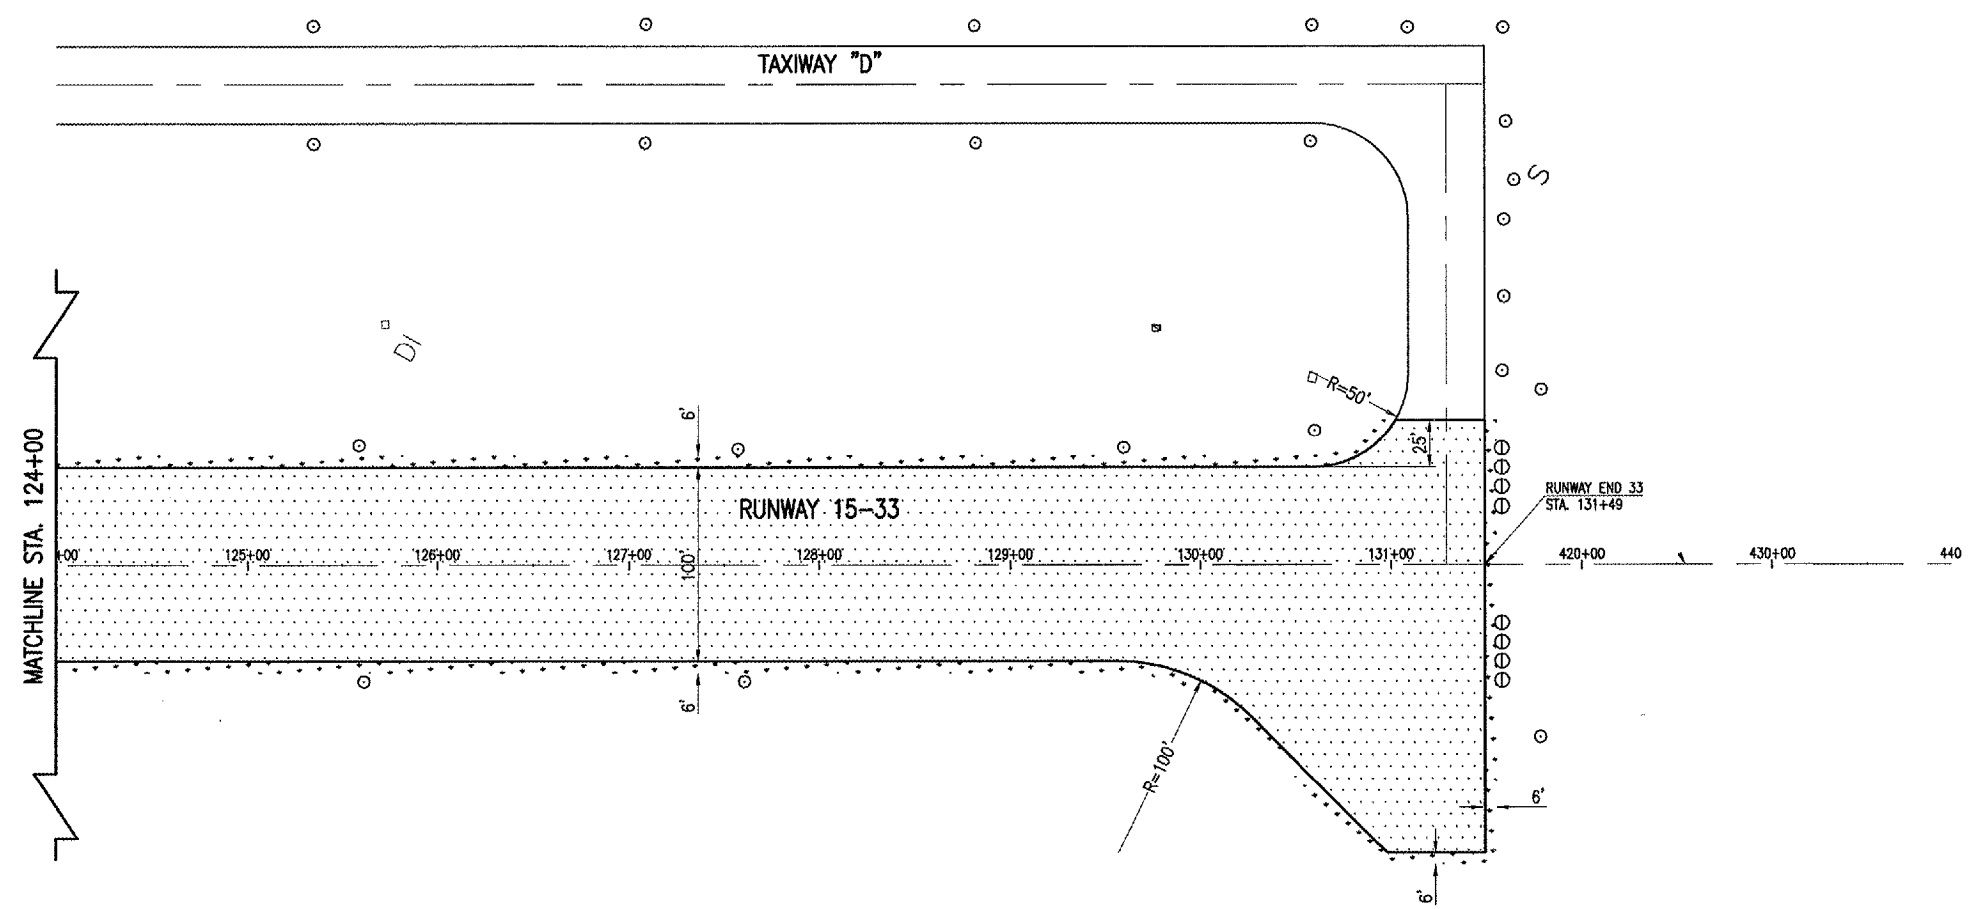 TAXIWAY "D"
S
DI
R=50'
6'
25'
MATCHLINE STA. 124+00
RUNWAY 15-33
RUNWAY END 33
STA. 131+49
+00
125+00
126+00
127+00
128+00
129+00
130+00
131+00
420+00
430+00
440
100'
6'
R=100'
6'
6'